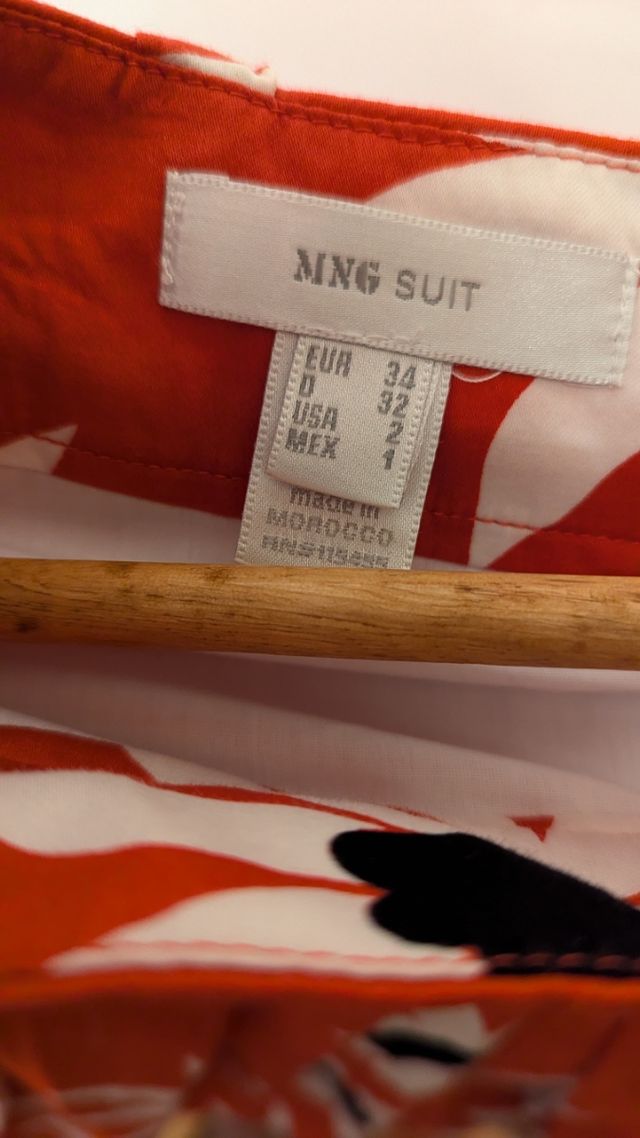 MNG SUIT
EUR 34
D 32
USA 2
MEX 1
made in
MOROCCO